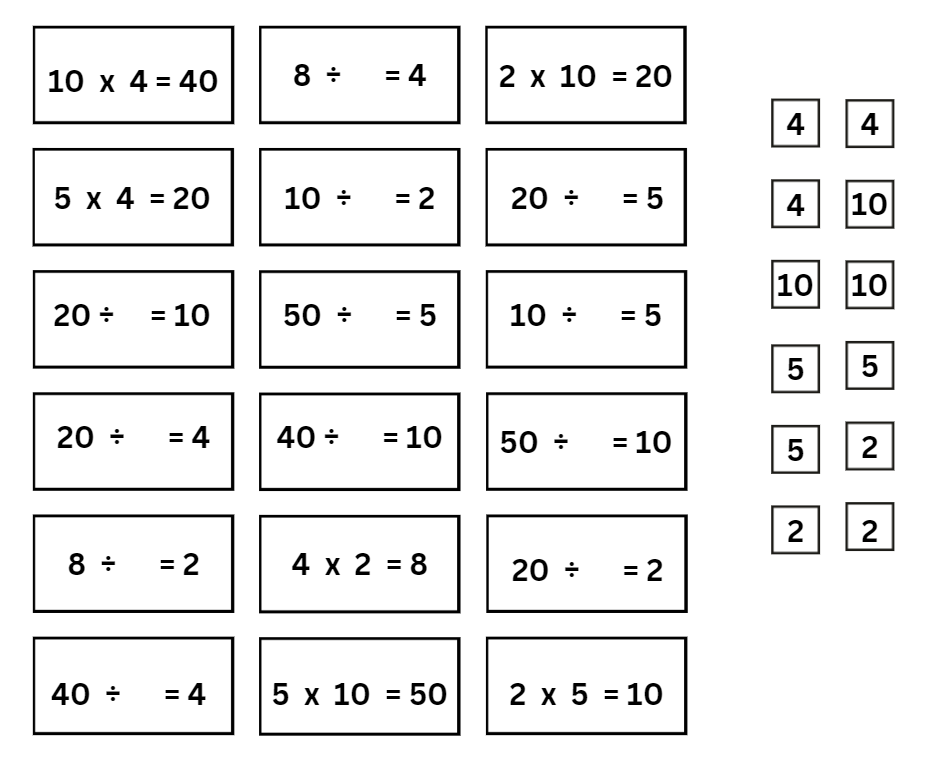 10 x 4 = 40
8 ÷ = 4
2 x 10 = 20
5 x 4 = 20
10 ÷ = 2
20 ÷ = 5
20 ÷ = 10
50 ÷ = 5
10 ÷ = 5
20 ÷ = 4
40 ÷ = 10
50 ÷ = 10
8 ÷ = 2
4 x 2 = 8
20 ÷ = 2
40 ÷ = 4
5 x 10 = 50
2 x 5 = 10
4 4
4 10
10 10
5 5
5 2
2 2